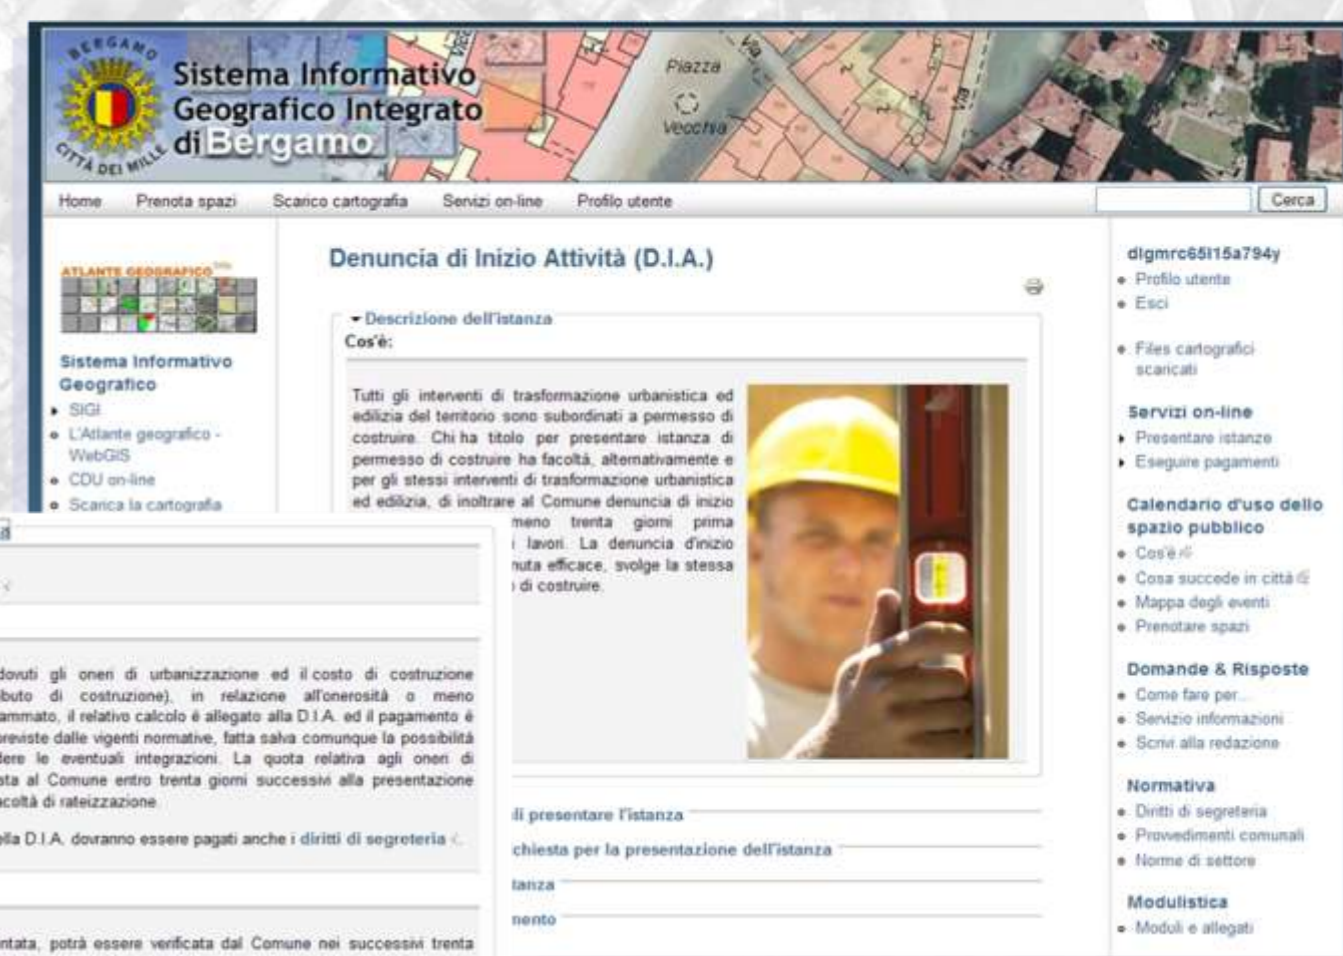 BERGAMO
CITTÀ DEI MILLE
Sistema Informativo
Geografico Integrato
di Bergamo
Piazza
Vecchia
Via
Via
Home Prenota spazi Scarico cartografia Servizi on-line Profilo utente
Cerca
ATLANTE GEOGRAFICO
Sistema Informativo
Geografico
SIGI
L'Atlante geografico -
WebGIS
CDU on-line
Scarica la cartografia
Denuncia di Inizio Attività (D.I.A.)
Descrizione dell'istanza
Cos'è:
Tutti gli interventi di trasformazione urbanistica ed
edilizia del territorio sono subordinati a permesso di
costruire. Chi ha titolo per presentare istanza di
permesso di costruire ha facoltà, alternativamente e
per gli stessi interventi di trasformazione urbanistica
ed edilizia, di inoltrare al Comune denuncia di inizio
meno trenta giorni prima
lavori. La denuncia d'inizio
nuta efficace, svolge la stessa
di costruire.
li presentare l'istanza
chiesta per la presentazione dell'istanza
tanza
mento
dovuti gli oneri di urbanizzazione ed il costo di costruzione
buto di costruzione), in relazione all'onerosità o meno
ammato, il relativo calcolo é allegato alla D.I.A. ed il pagamento é
previste dalle vigenti normative, fatta salva comunque la possibilità
dere le eventuali integrazioni. La quota relativa agli oneri di
sta al Comune entro trenta giorni successivi alla presentazione
acoltà di rateizzazione.
ella D.I.A. dovranno essere pagati anche i diritti di segreteria
ntata, potrà essere verificata dal Comune nei successivi trenta
dlgmrc65l15a794y
Profilo utente
Esci
Files cartografici
scaricati
Servizi on-line
Presentare istanze
Eseguire pagamenti
Calendario d'uso dello
spazio pubblico
Cos'è
Cosa succede in città
Mappa degli eventi
Prenotare spazi
Domande & Risposte
Come fare per...
Servizio informazioni
Scrivi alla redazione
Normativa
Diritti di segreteria
Provvedimenti comunali
Norme di settore
Modulistica
Moduli e allegati